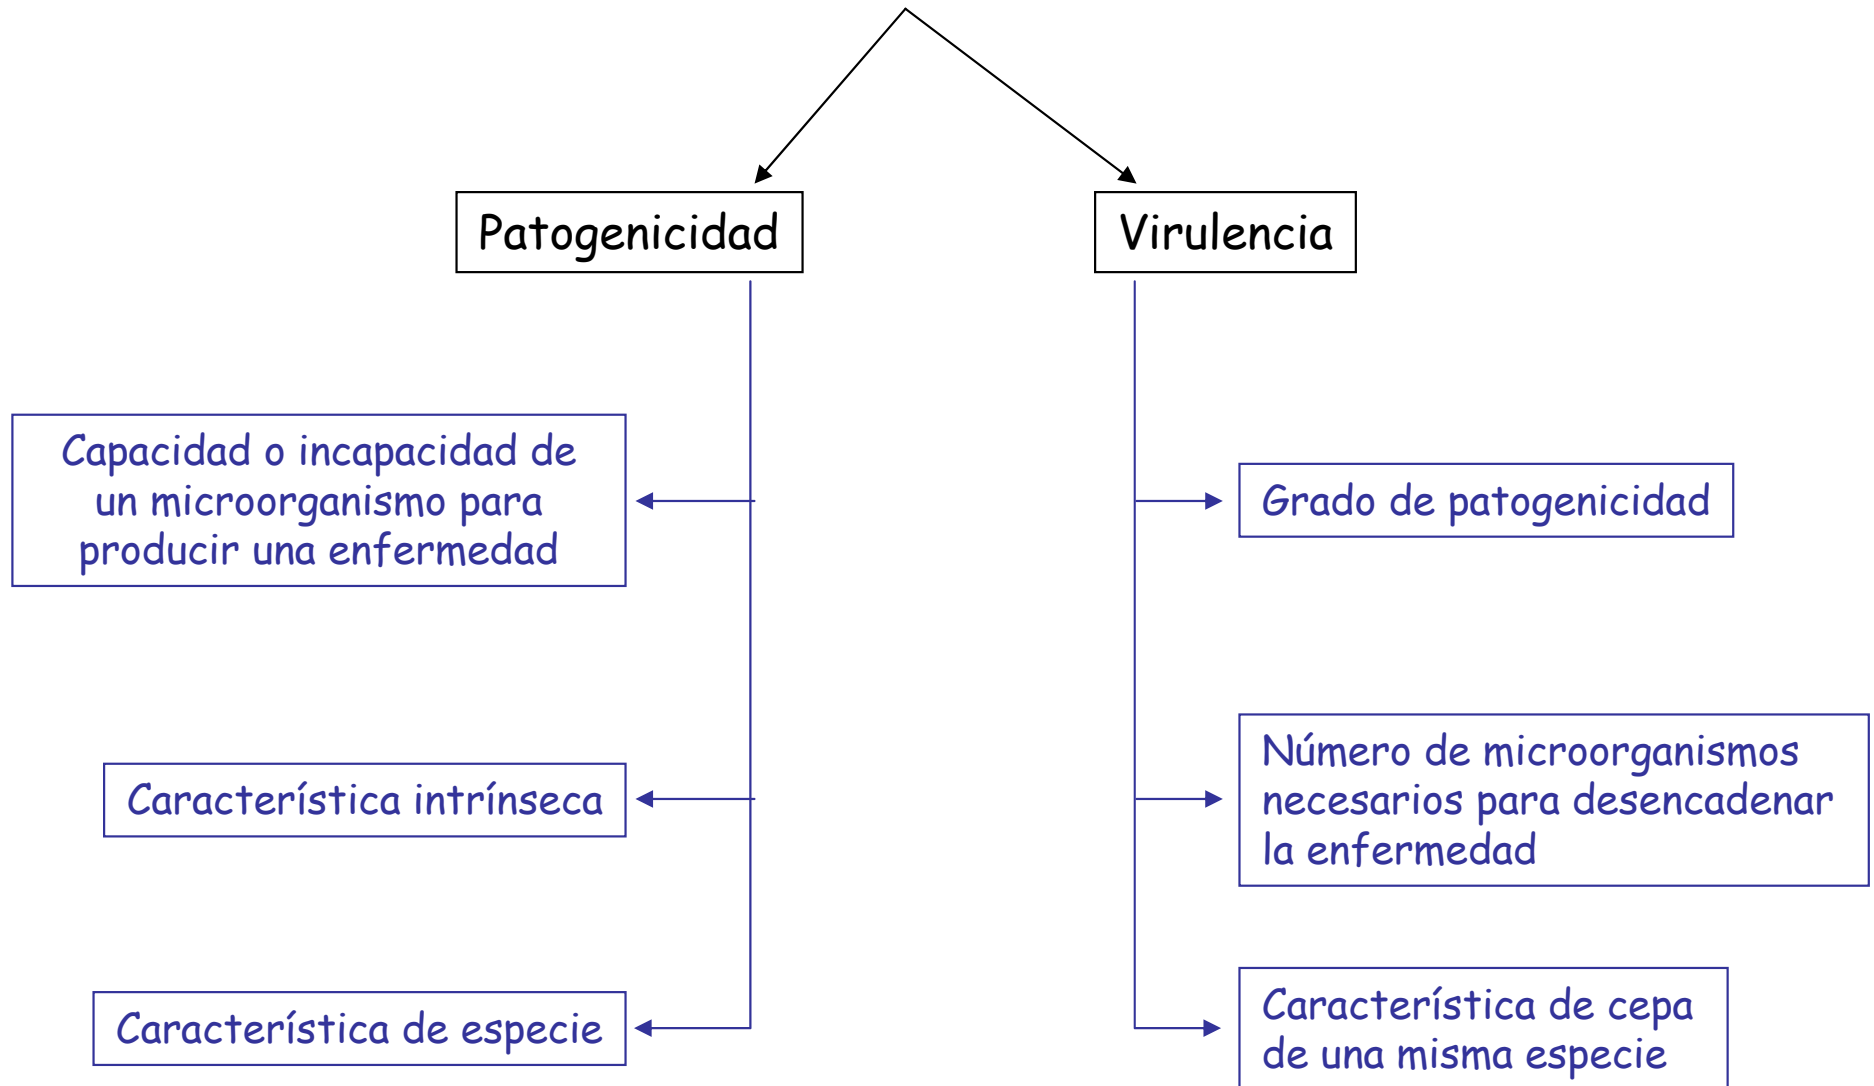 Patogenicidad
Virulencia
Capacidad o incapacidad de
un microorganismo para
producir una enfermedad
Grado de patogenicidad
Característica intrínseca
Número de microorganismos
necesarios para desencadenar
la enfermedad
Característica de especie
Característica de cepa
de una misma especie